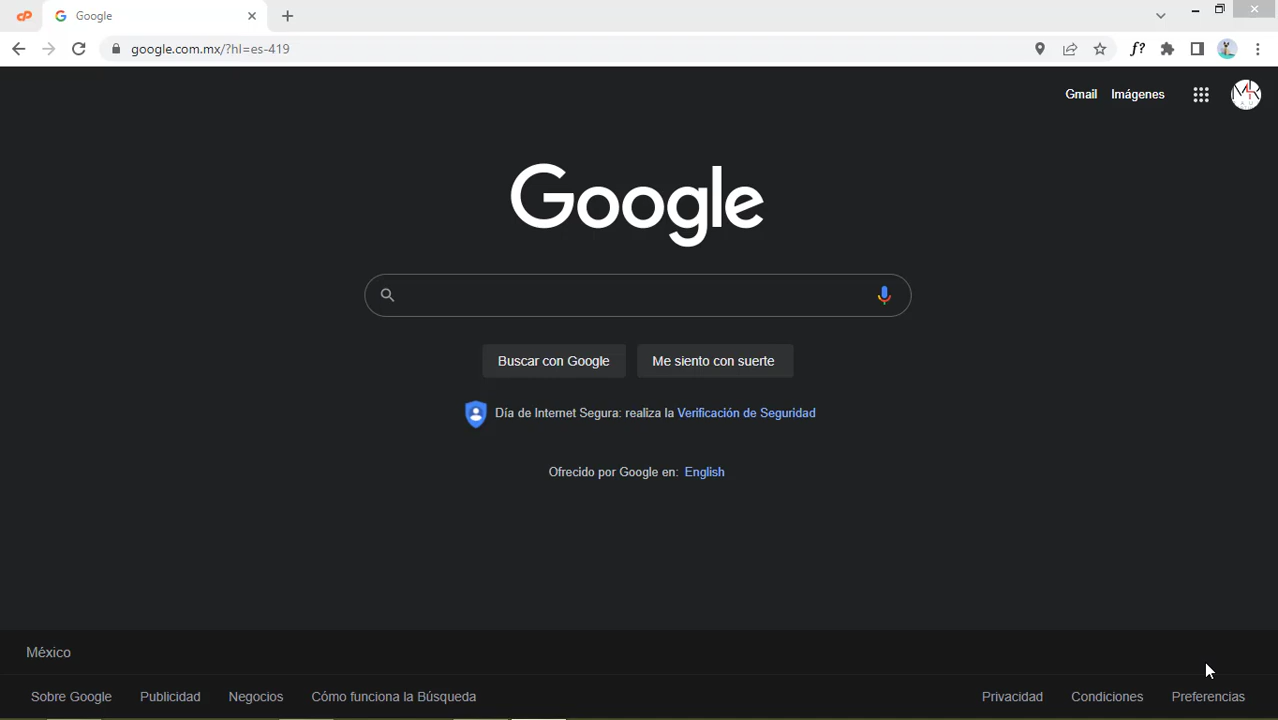 Google
google.com.mx/?hl=es-419
f?
Gmail Imágenes
Google
Buscar con Google Me siento con suerte
Día de Internet Segura: realiza la Verificación de Seguridad
Ofrecido por Google en: English
México
Sobre Google Publicidad Negocios Cómo funciona la Búsqueda Privacidad Condiciones Preferencias